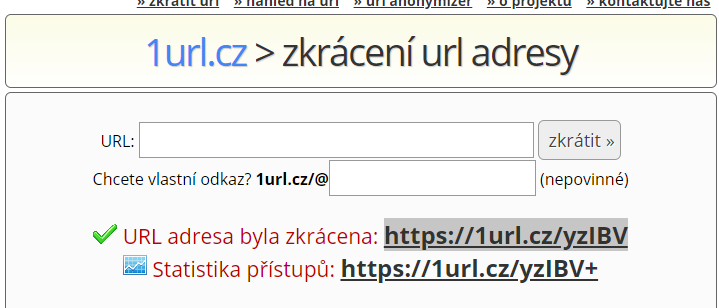 » zkrátit url » náhled na url » url anonymizer » o projektu » kontaktujte nás
1url.cz > zkrácení url adresy
URL: zkrátit »
Chcete vlastní odkaz? 1url.cz/@ (nepovinné)
URL adresa byla zkrácena: https://1url.cz/yzIBV
Statistika přístupů: https://1url.cz/yzIBV+